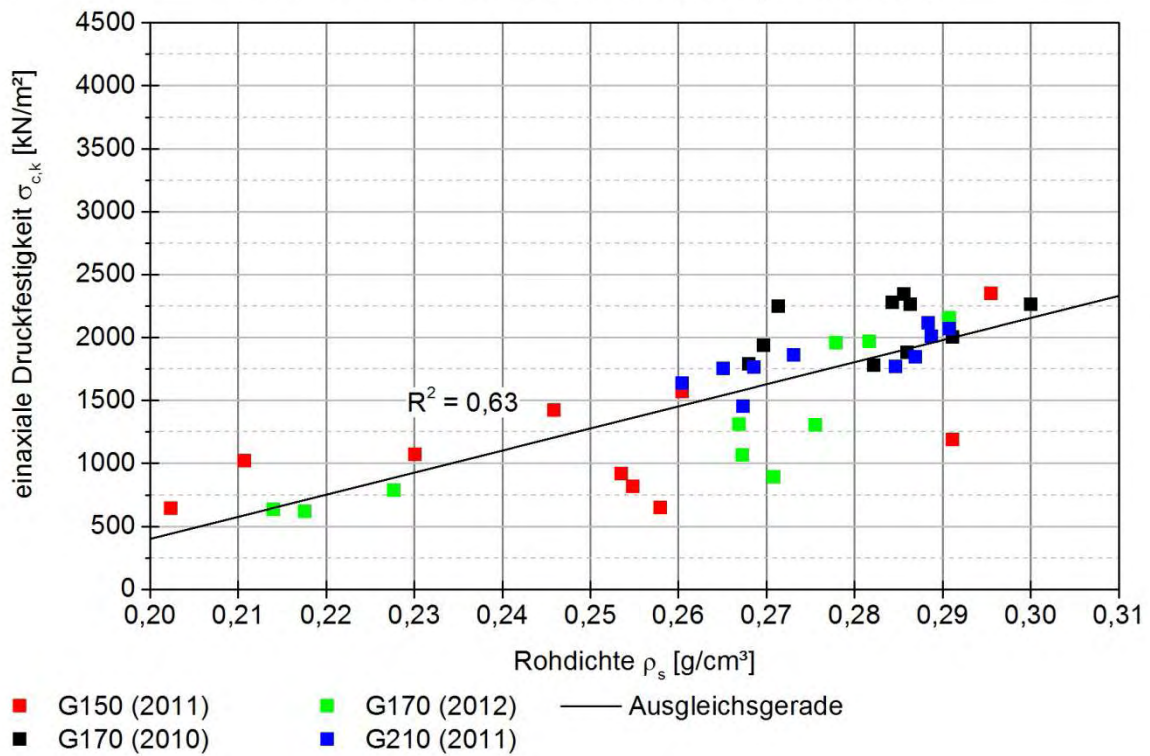 4500
4000
3500
3000
2500
2000
1500
1000
500
0
einaxiale Druckfestigkeit σc,k [kN/m²]
R² = 0,63
0,20 0,21 0,22 0,23 0,24 0,25 0,26 0,27 0,28 0,29 0,30 0,31
Rohdichte ρs [g/cm³]
G150 (2011) G170 (2012) Ausgleichsgerade
G170 (2010) G210 (2011)